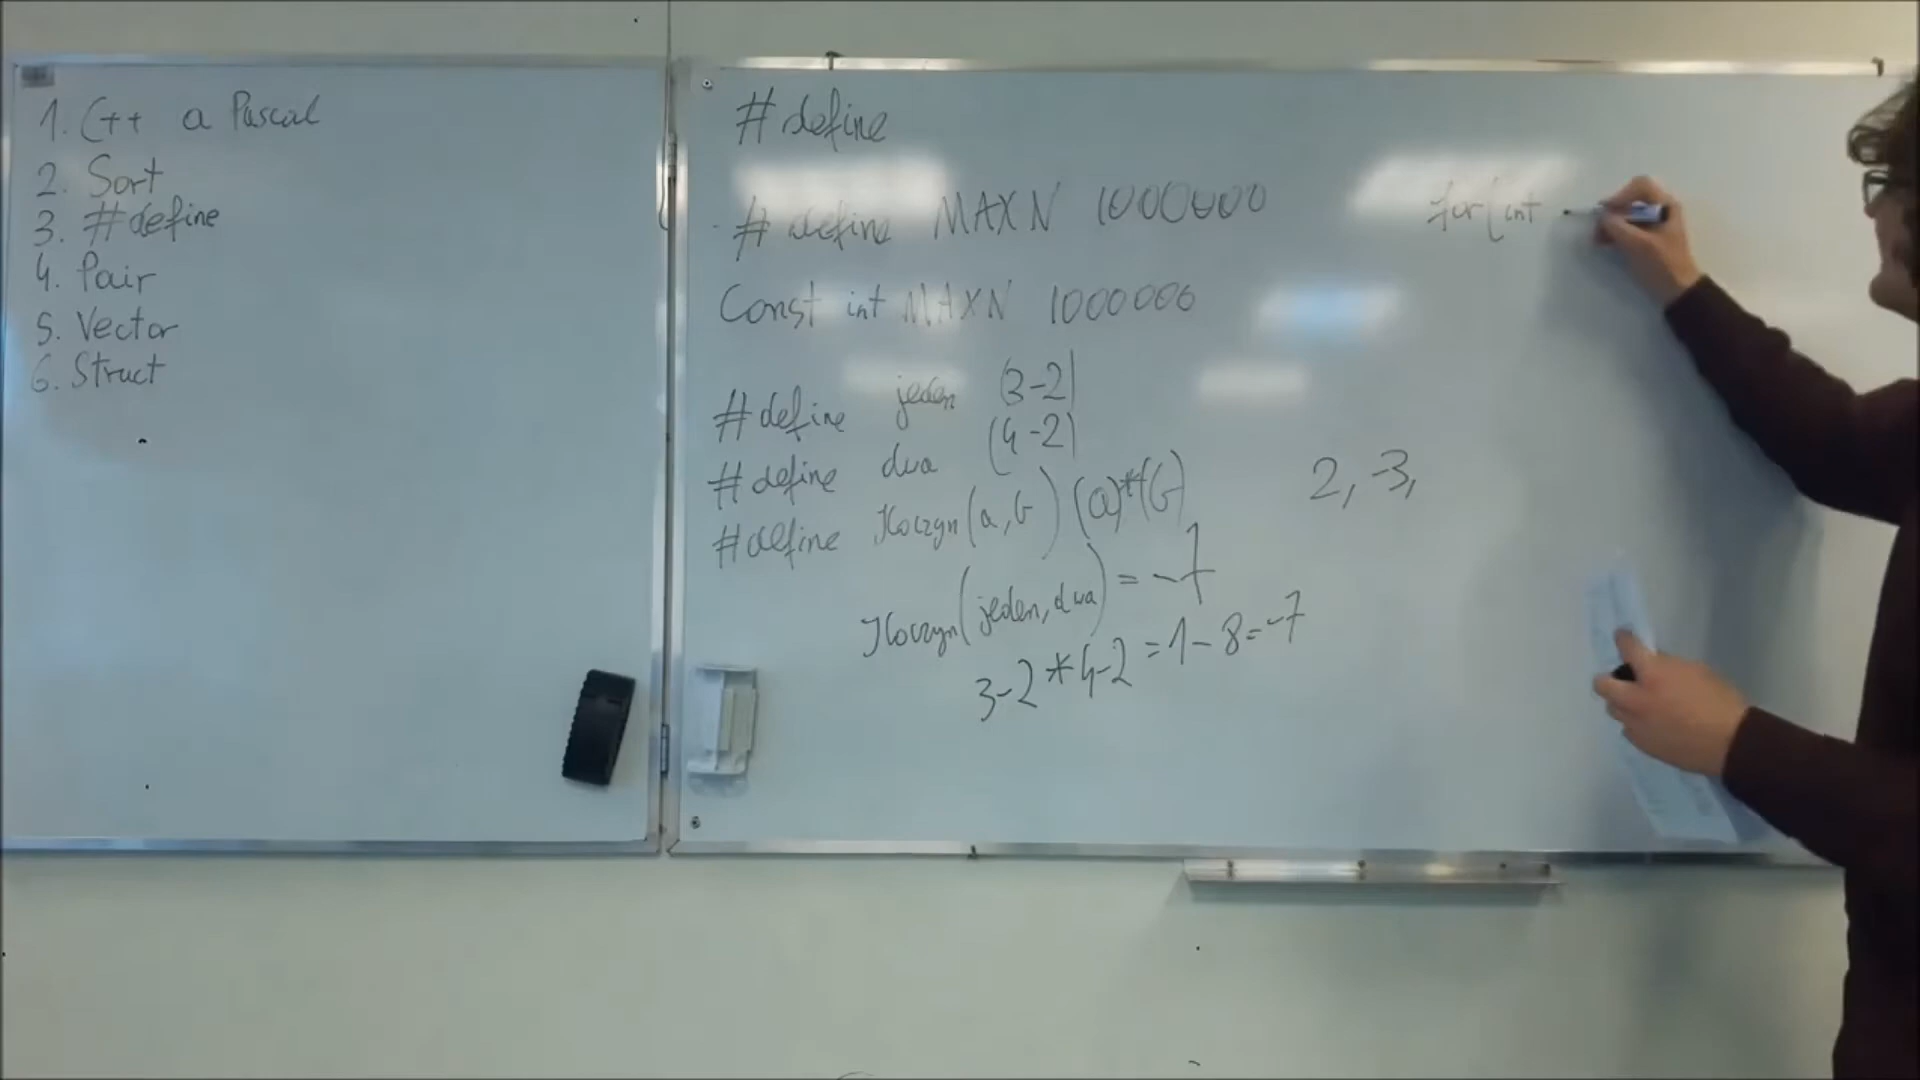 1. C++ a Pascal
2. Sort
3. #define
4. Pair
5. Vector
6. Struct
#define
#define MAXN 1000000
Const int MAXN 1000000
#define jeden (3-2)
#define dwa (4-2)
#define Iloczyn(a,b) (a)*(b)
Iloczyn(jeden,dwa) = -7
3-2*4-2 = 1-8=-7
for(int
2, -3,